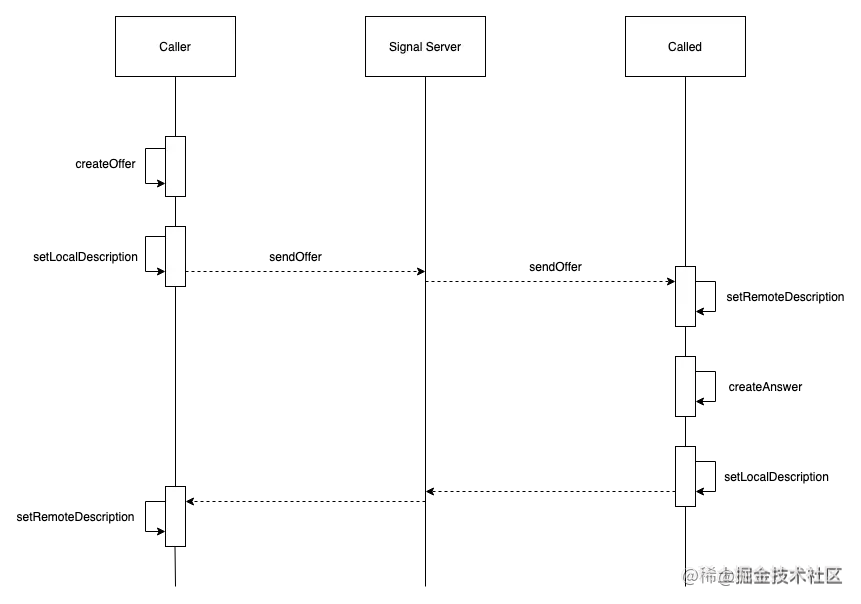 Caller
Signal Server
Called
createOffer
setLocalDescription
sendOffer
sendOffer
setRemoteDescription
createAnswer
setLocalDescription
setRemoteDescription
@稀土掘金技术社区